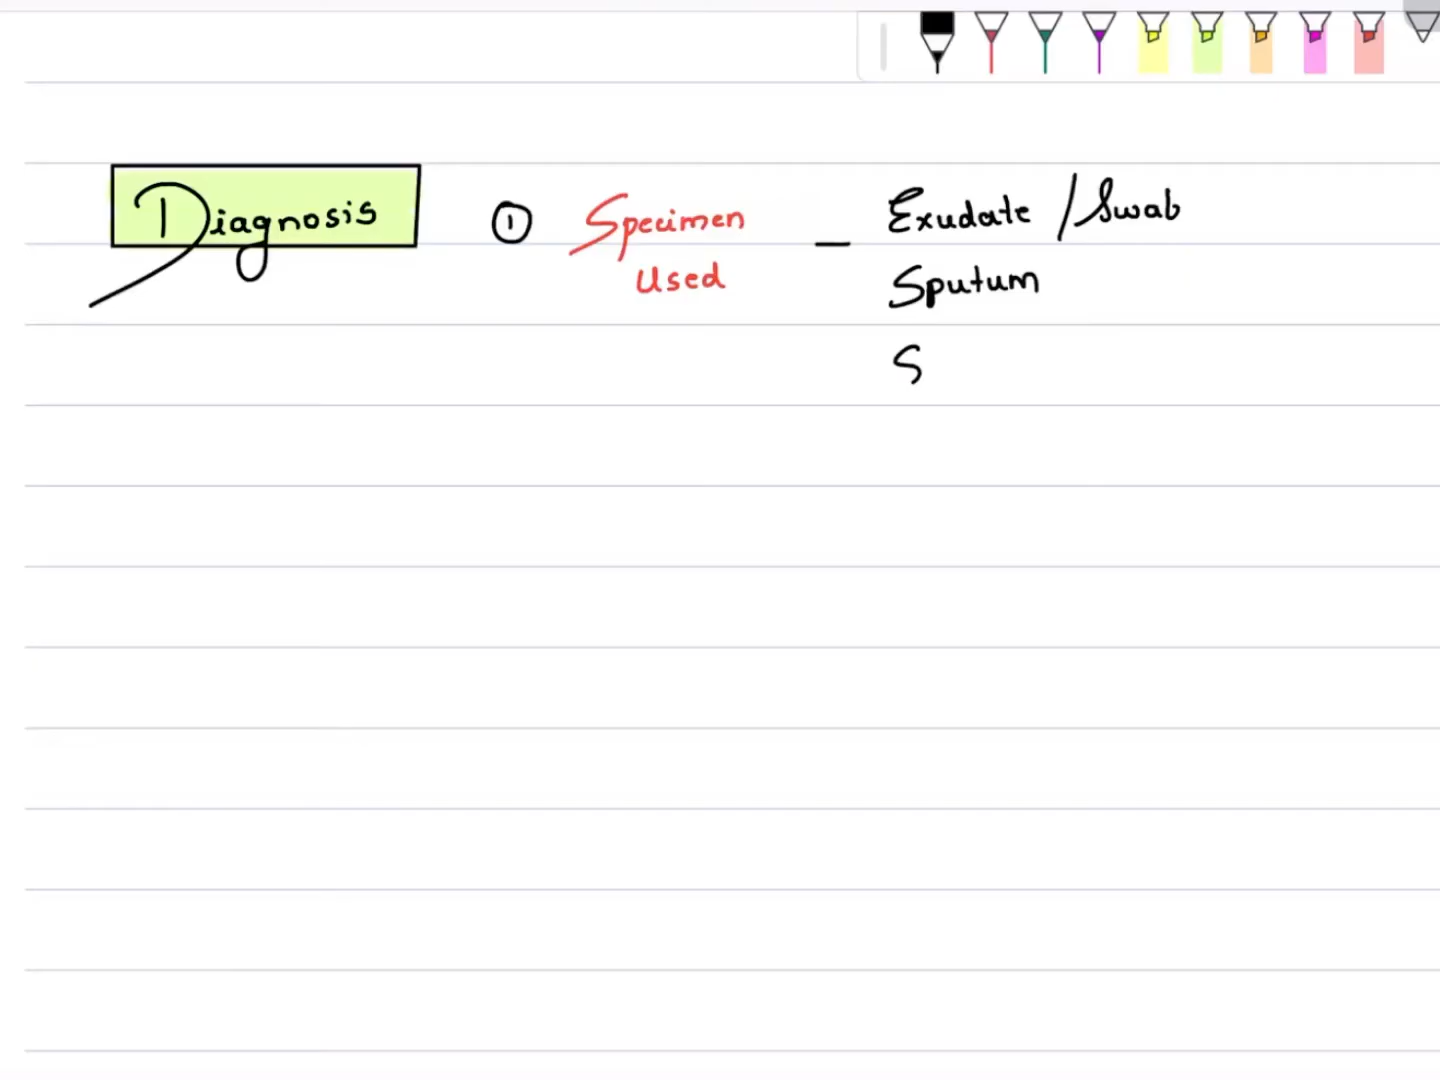 Diagnosis ① Specimen Used — Exudate / Swab
Sputum
S